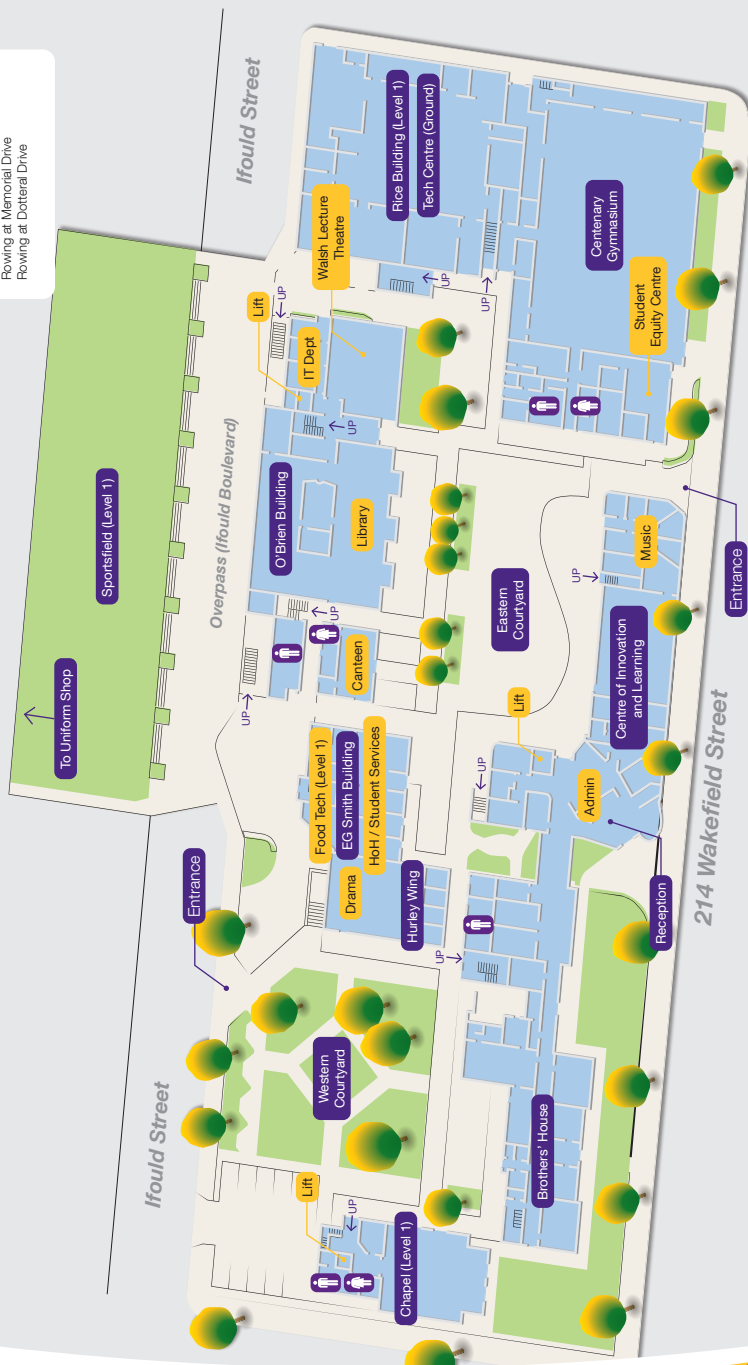 Rowing at Memorial Drive
Rowing at Dotteral Drive
Ifould Street
Ifould Street
Overpass (Ifould Boulevard)
214 Wakefield Street
To Uniform Shop
Sportsfield (Level 1)
Entrance
Lift
UP
IT Dept
Walsh Lecture
Theatre
Rice Building (Level 1)
Tech Centre (Ground)
UP
UP
O'Brien Building
UP
Library
UP
UP
Canteen
Food Tech (Level 1)
EG Smith Building
HoH / Student Services
Drama
Hurley Wing
Western
Courtyard
Lift
UP
Chapel (Level 1)
Eastern
Courtyard
Centenary
Gymnasium
Student
Equity Centre
Music
UP
Centre of Innovation
and Learning
Lift
UP
Admin
Reception
UP
Brothers' House
Entrance